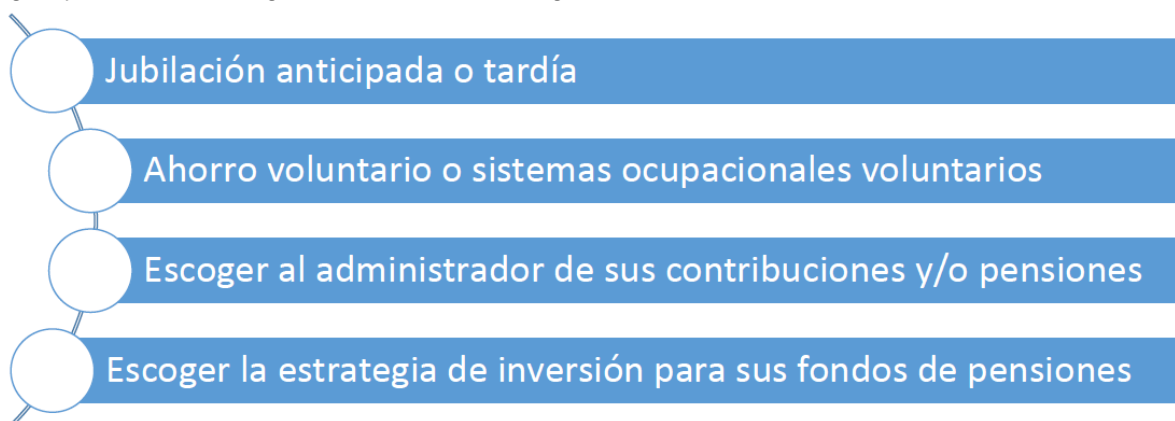 Jubilación anticipada o tardía
Ahorro voluntario o sistemas ocupacionales voluntarios
Escoger al administrador de sus contribuciones y/o pensiones
Escoger la estrategia de inversión para sus fondos de pensiones